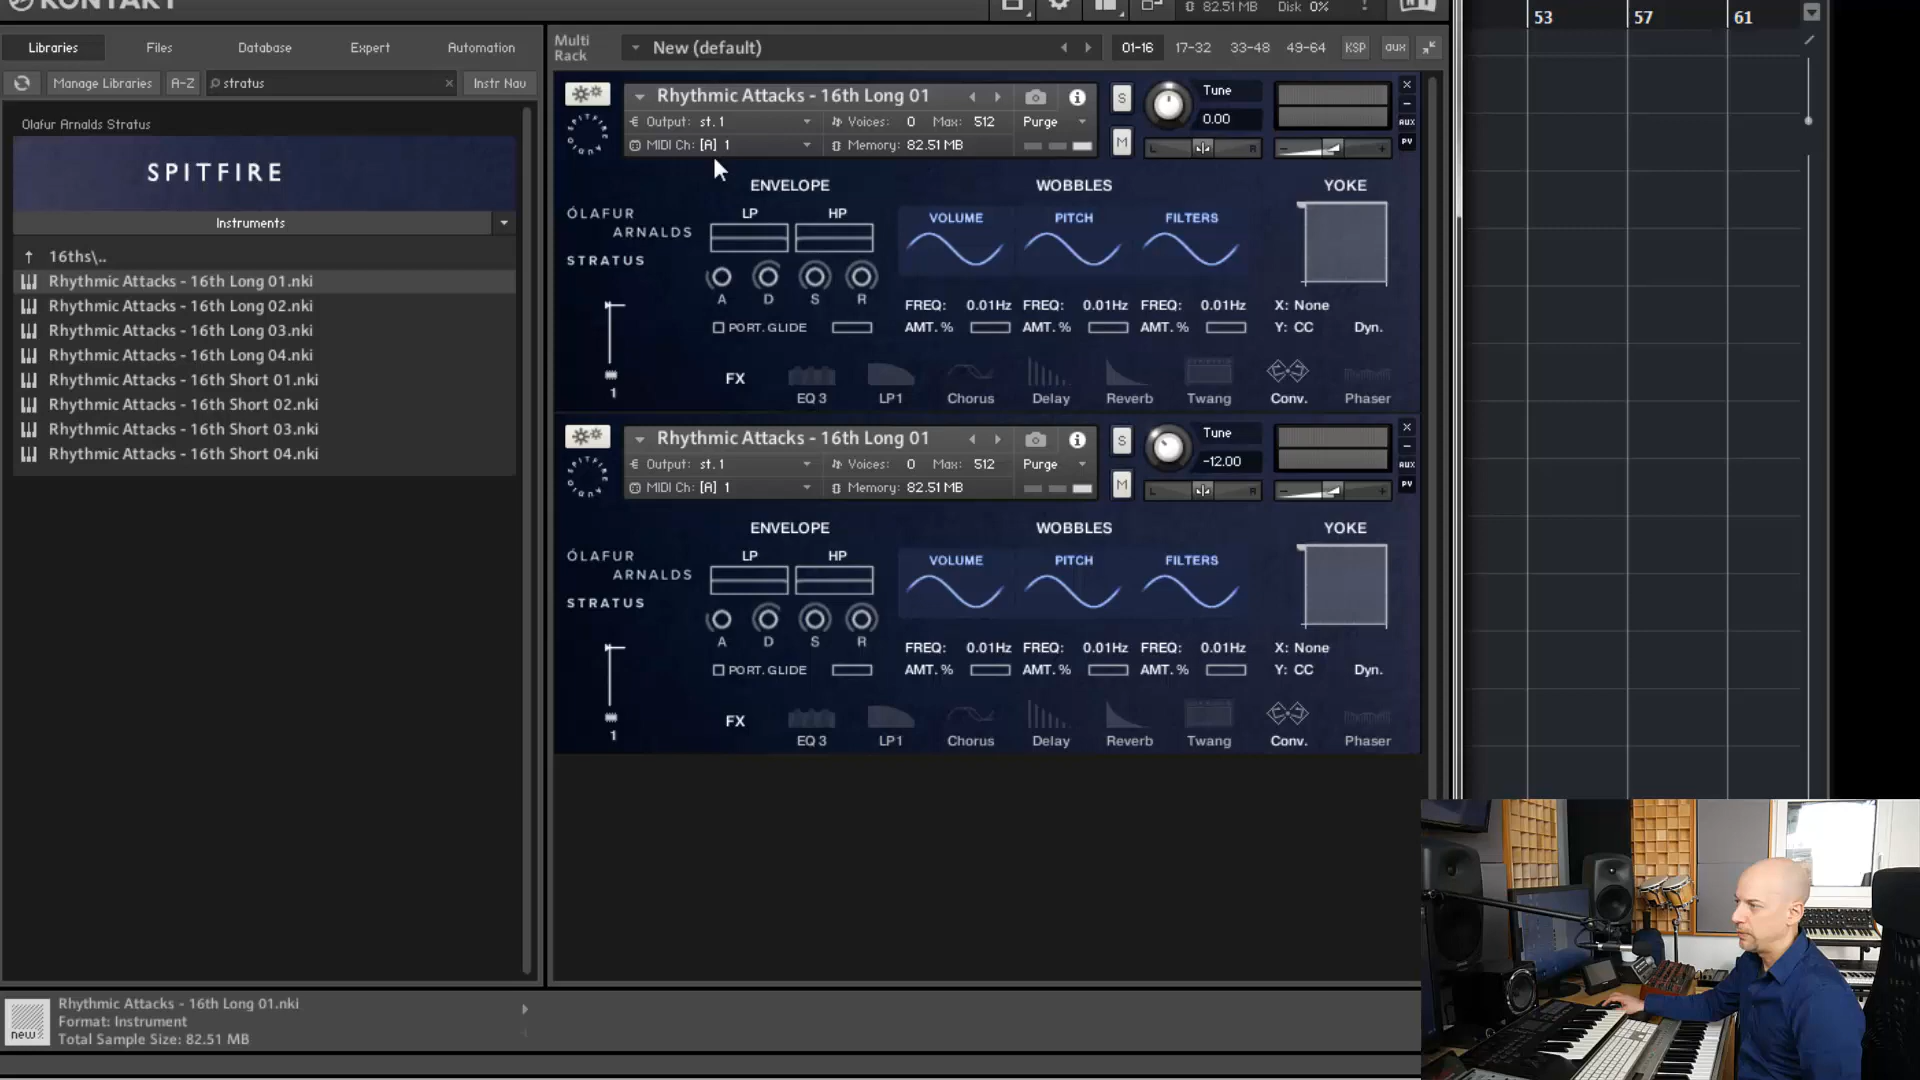 KONTAKT
82.51 MB Disk 0% !
53 57 61
Libraries Files Database Expert Automation
Multi Rack
New (default)
01-16 17-32 33-48 49-64 KSP aux
Manage Libraries A-Z stratus × Instr Nav
Olafur Arnalds Stratus
SPITFIRE
Instruments
16ths\..
Rhythmic Attacks - 16th Long 01.nki
Rhythmic Attacks - 16th Long 02.nki
Rhythmic Attacks - 16th Long 03.nki
Rhythmic Attacks - 16th Long 04.nki
Rhythmic Attacks - 16th Short 01.nki
Rhythmic Attacks - 16th Short 02.nki
Rhythmic Attacks - 16th Short 03.nki
Rhythmic Attacks - 16th Short 04.nki
Rhythmic Attacks - 16th Long 01
S Tune
Output: st. 1 Voices: 0 Max: 512 Purge
0.00
AUX
MIDI Ch: [A] 1 Memory: 82.51 MB
M L R - +
PV
ENVELOPE WOBBLES YOKE
ÓLAFUR LP HP VOLUME PITCH FILTERS
ARNALDS
STRATUS
A D S R
FREQ: 0.01Hz FREQ: 0.01Hz FREQ: 0.01Hz X: None
PORT. GLIDE AMT. % AMT. % AMT. % Y: CC Dyn.
FX
1
EQ 3 LP1 Chorus Delay Reverb Twang Conv. Phaser
Rhythmic Attacks - 16th Long 01
S Tune
Output: st. 1 Voices: 0 Max: 512 Purge
-12.00
AUX
MIDI Ch: [A] 1 Memory: 82.51 MB
M L R - +
PV
ENVELOPE WOBBLES YOKE
ÓLAFUR LP HP VOLUME PITCH FILTERS
ARNALDS
STRATUS
A D S R
FREQ: 0.01Hz FREQ: 0.01Hz FREQ: 0.01Hz X: None
PORT. GLIDE AMT. % AMT. % AMT. % Y: CC Dyn.
FX
1
EQ 3 LP1 Chorus Delay Reverb Twang Conv. Phaser
new
Rhythmic Attacks - 16th Long 01.nki
Format: Instrument
Total Sample Size: 82.51 MB